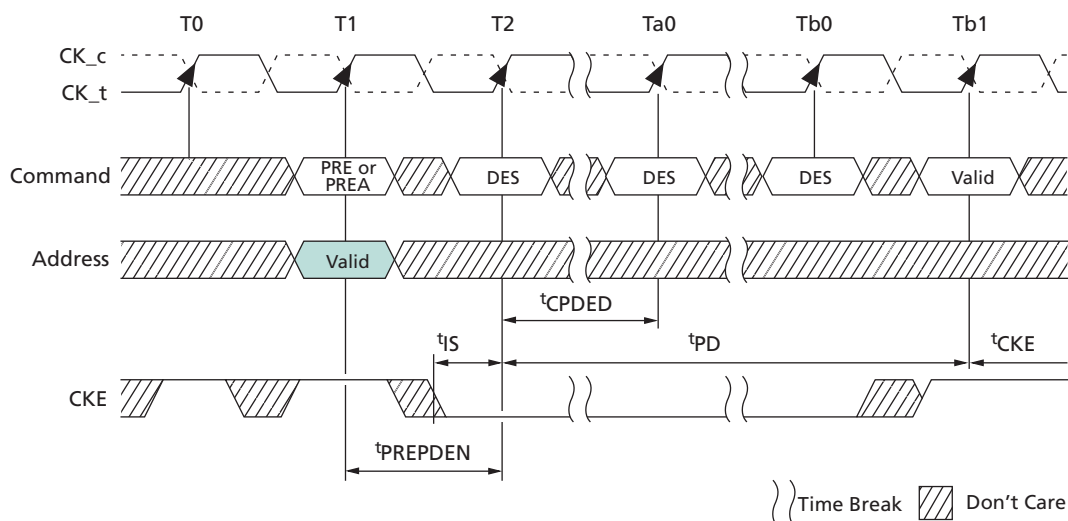 T0 T1 T2 Ta0 Tb0 Tb1
CK_c
CK_t
Command PRE or PREA DES DES DES Valid
Address Valid
tCPDED
tIS tPD tCKE
CKE
tPREPDEN
Time Break Don't Care